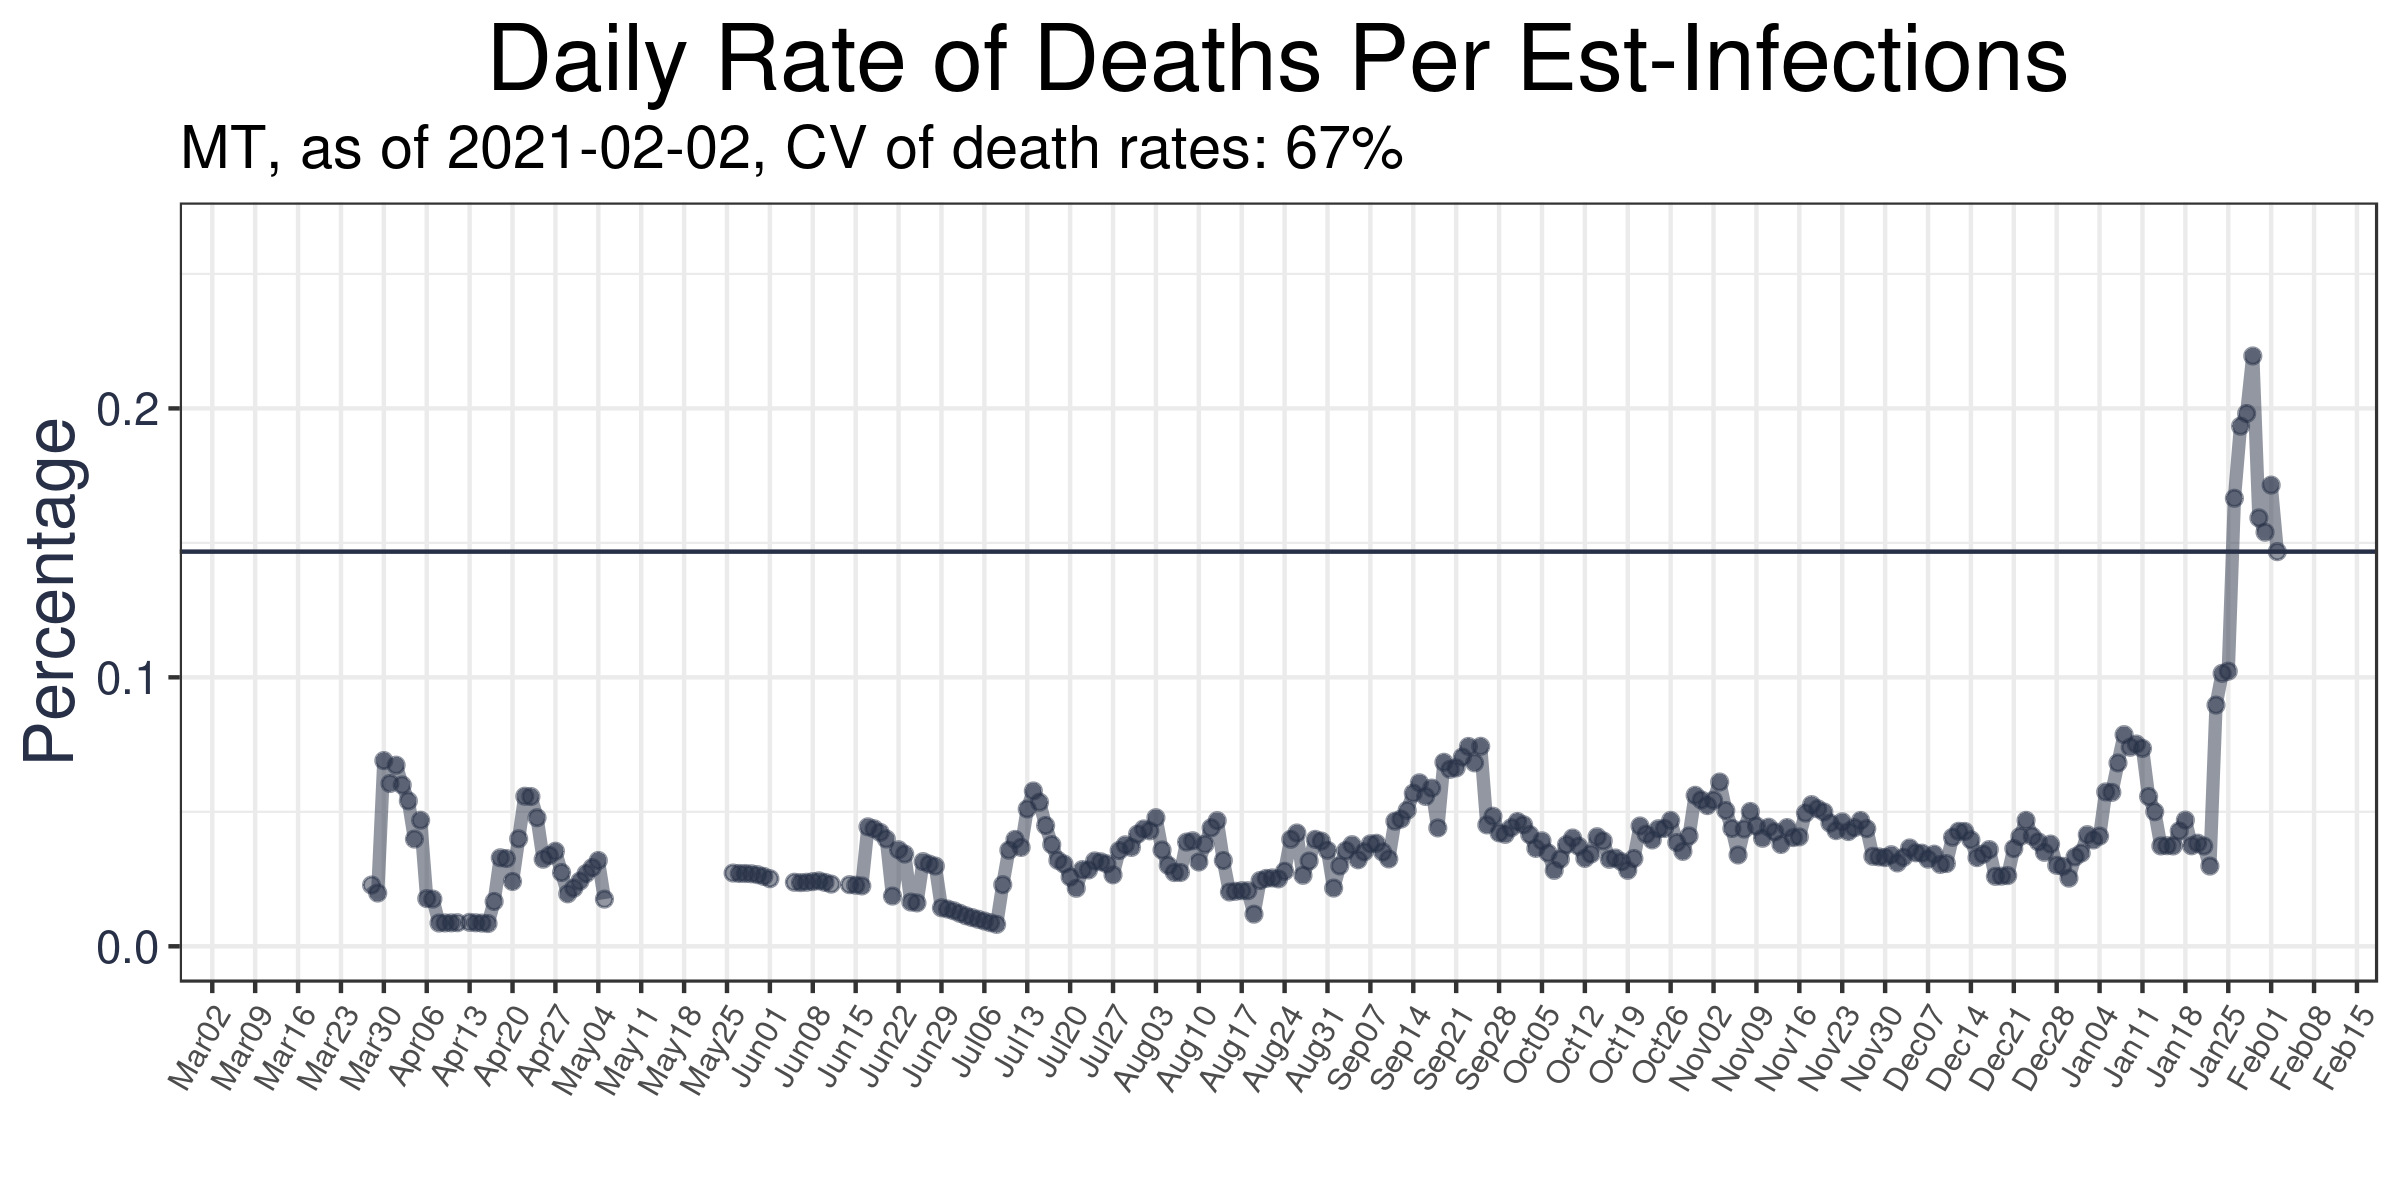 Daily Rate of Deaths Per Est-Infections
MT, as of 2021-02-02, CV of death rates: 67%
Percentage
0.2
0.1
0.0
Mar02
Mar09
Mar16
Mar23
Mar30
Apr06
Apr13
Apr20
Apr27
May04
May11
May18
May25
Jun01
Jun08
Jun15
Jun22
Jun29
Jul06
Jul13
Jul20
Jul27
Aug03
Aug10
Aug17
Aug24
Aug31
Sep07
Sep14
Sep21
Sep28
Oct05
Oct12
Oct19
Oct26
Nov02
Nov09
Nov16
Nov23
Nov30
Dec07
Dec14
Dec21
Dec28
Jan04
Jan11
Jan18
Jan25
Feb01
Feb08
Feb15